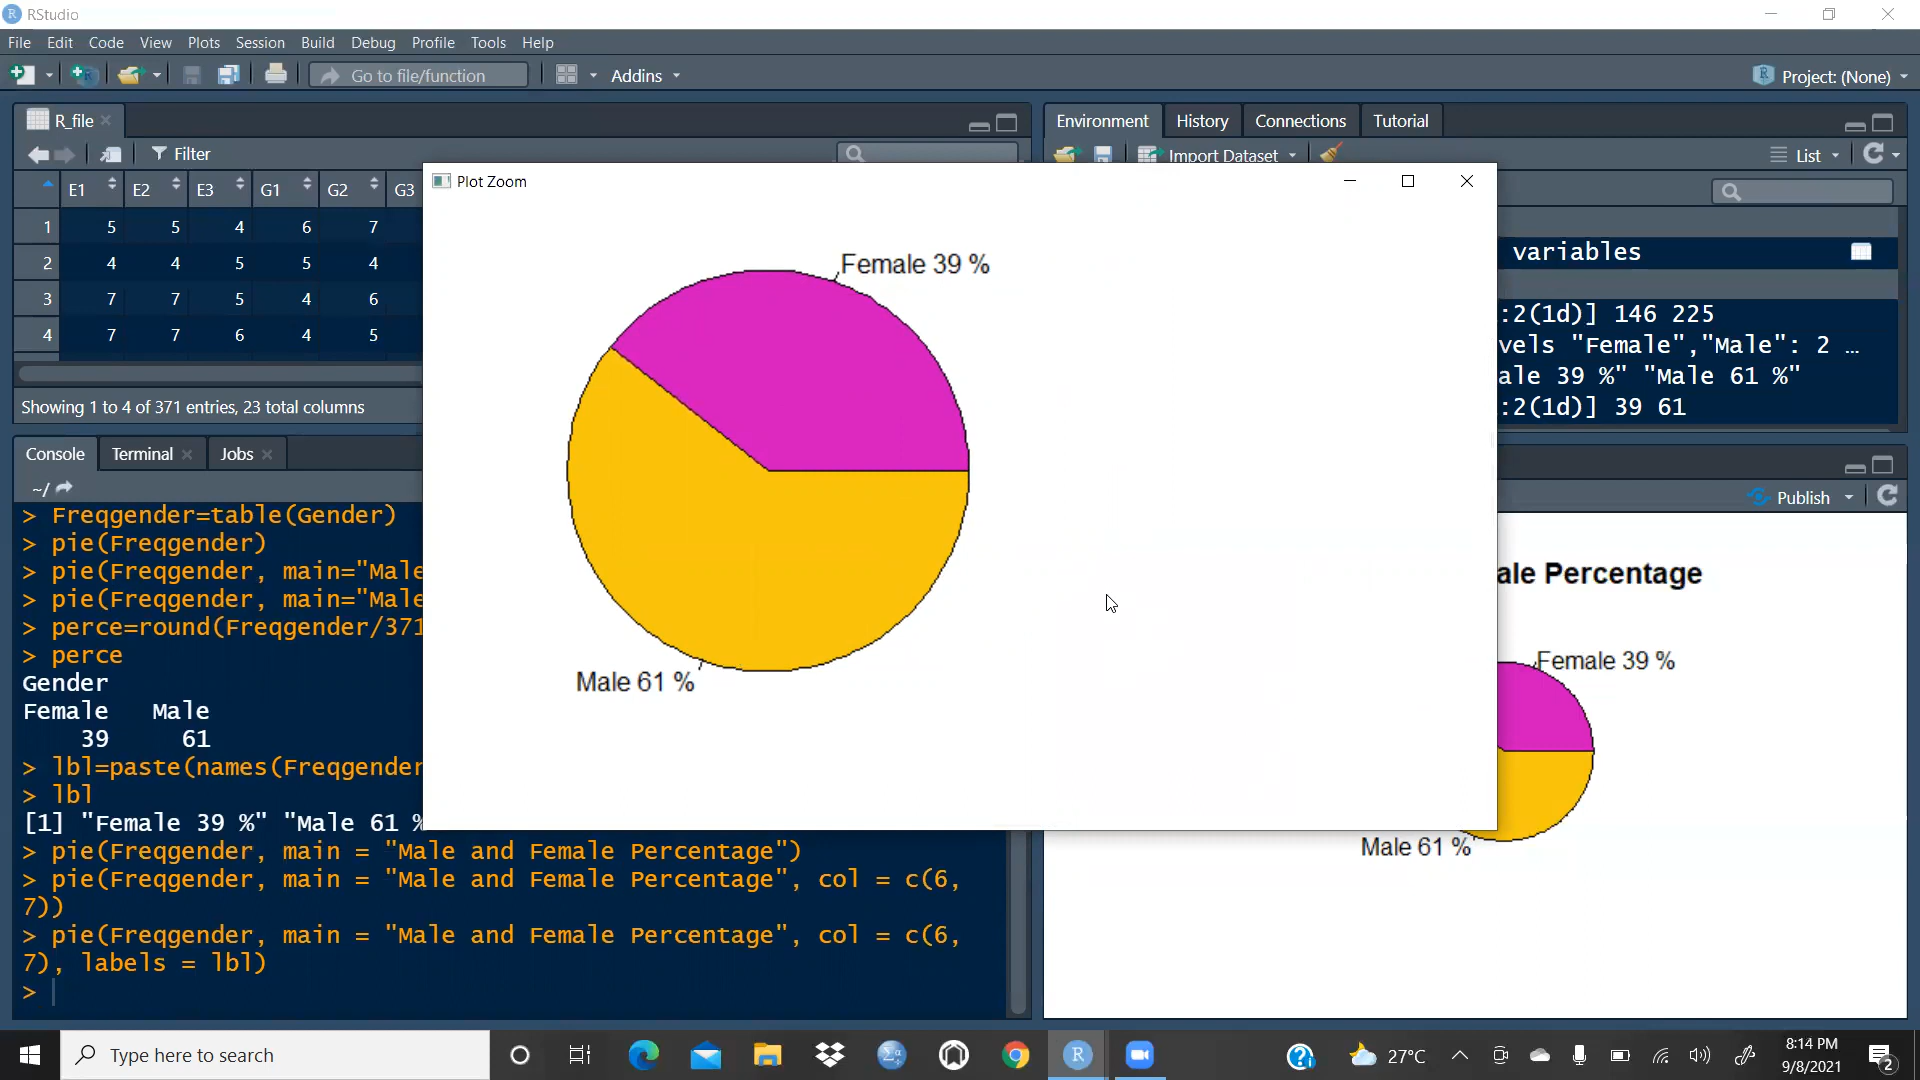 RStudio
File Edit Code View Plots Session Build Debug Profile Tools Help
Go to file/function Addins Project: (None)
R_file Environment History Connections Tutorial
Filter Import Dataset List
E1 E2 E3 G1 G2 G3
Plot Zoom
1 5 5 4 6 7
2 4 4 5 5 4
3 7 7 5 4 6
4 7 7 6 4 5
Showing 1 to 4 of 371 entries, 23 total columns
variables
:2(1d)] 146 225
vels "Female","Male": 2 …
ale 39 %" "Male 61 %"
:2(1d)] 39 61
Female 39 %
Male 61 %
Console Terminal Jobs
~/
> Freqgender=table(Gender)
> pie(Freqgender)
> pie(Freqgender, main="Male
> pie(Freqgender, main="Male
> perce=round(Freqgender/371
> perce
Gender
Female Male
39 61
> lbl=paste(names(Freqgender
> lbl
[1] "Female 39 %" "Male 61 %
> pie(Freqgender, main = "Male and Female Percentage")
> pie(Freqgender, main = "Male and Female Percentage", col = c(6,
7))
> pie(Freqgender, main = "Male and Female Percentage", col = c(6,
7), labels = lbl)
>
Publish
ale Percentage
Female 39 %
Male 61 %
Type here to search
27°C
8:14 PM
9/8/2021
2